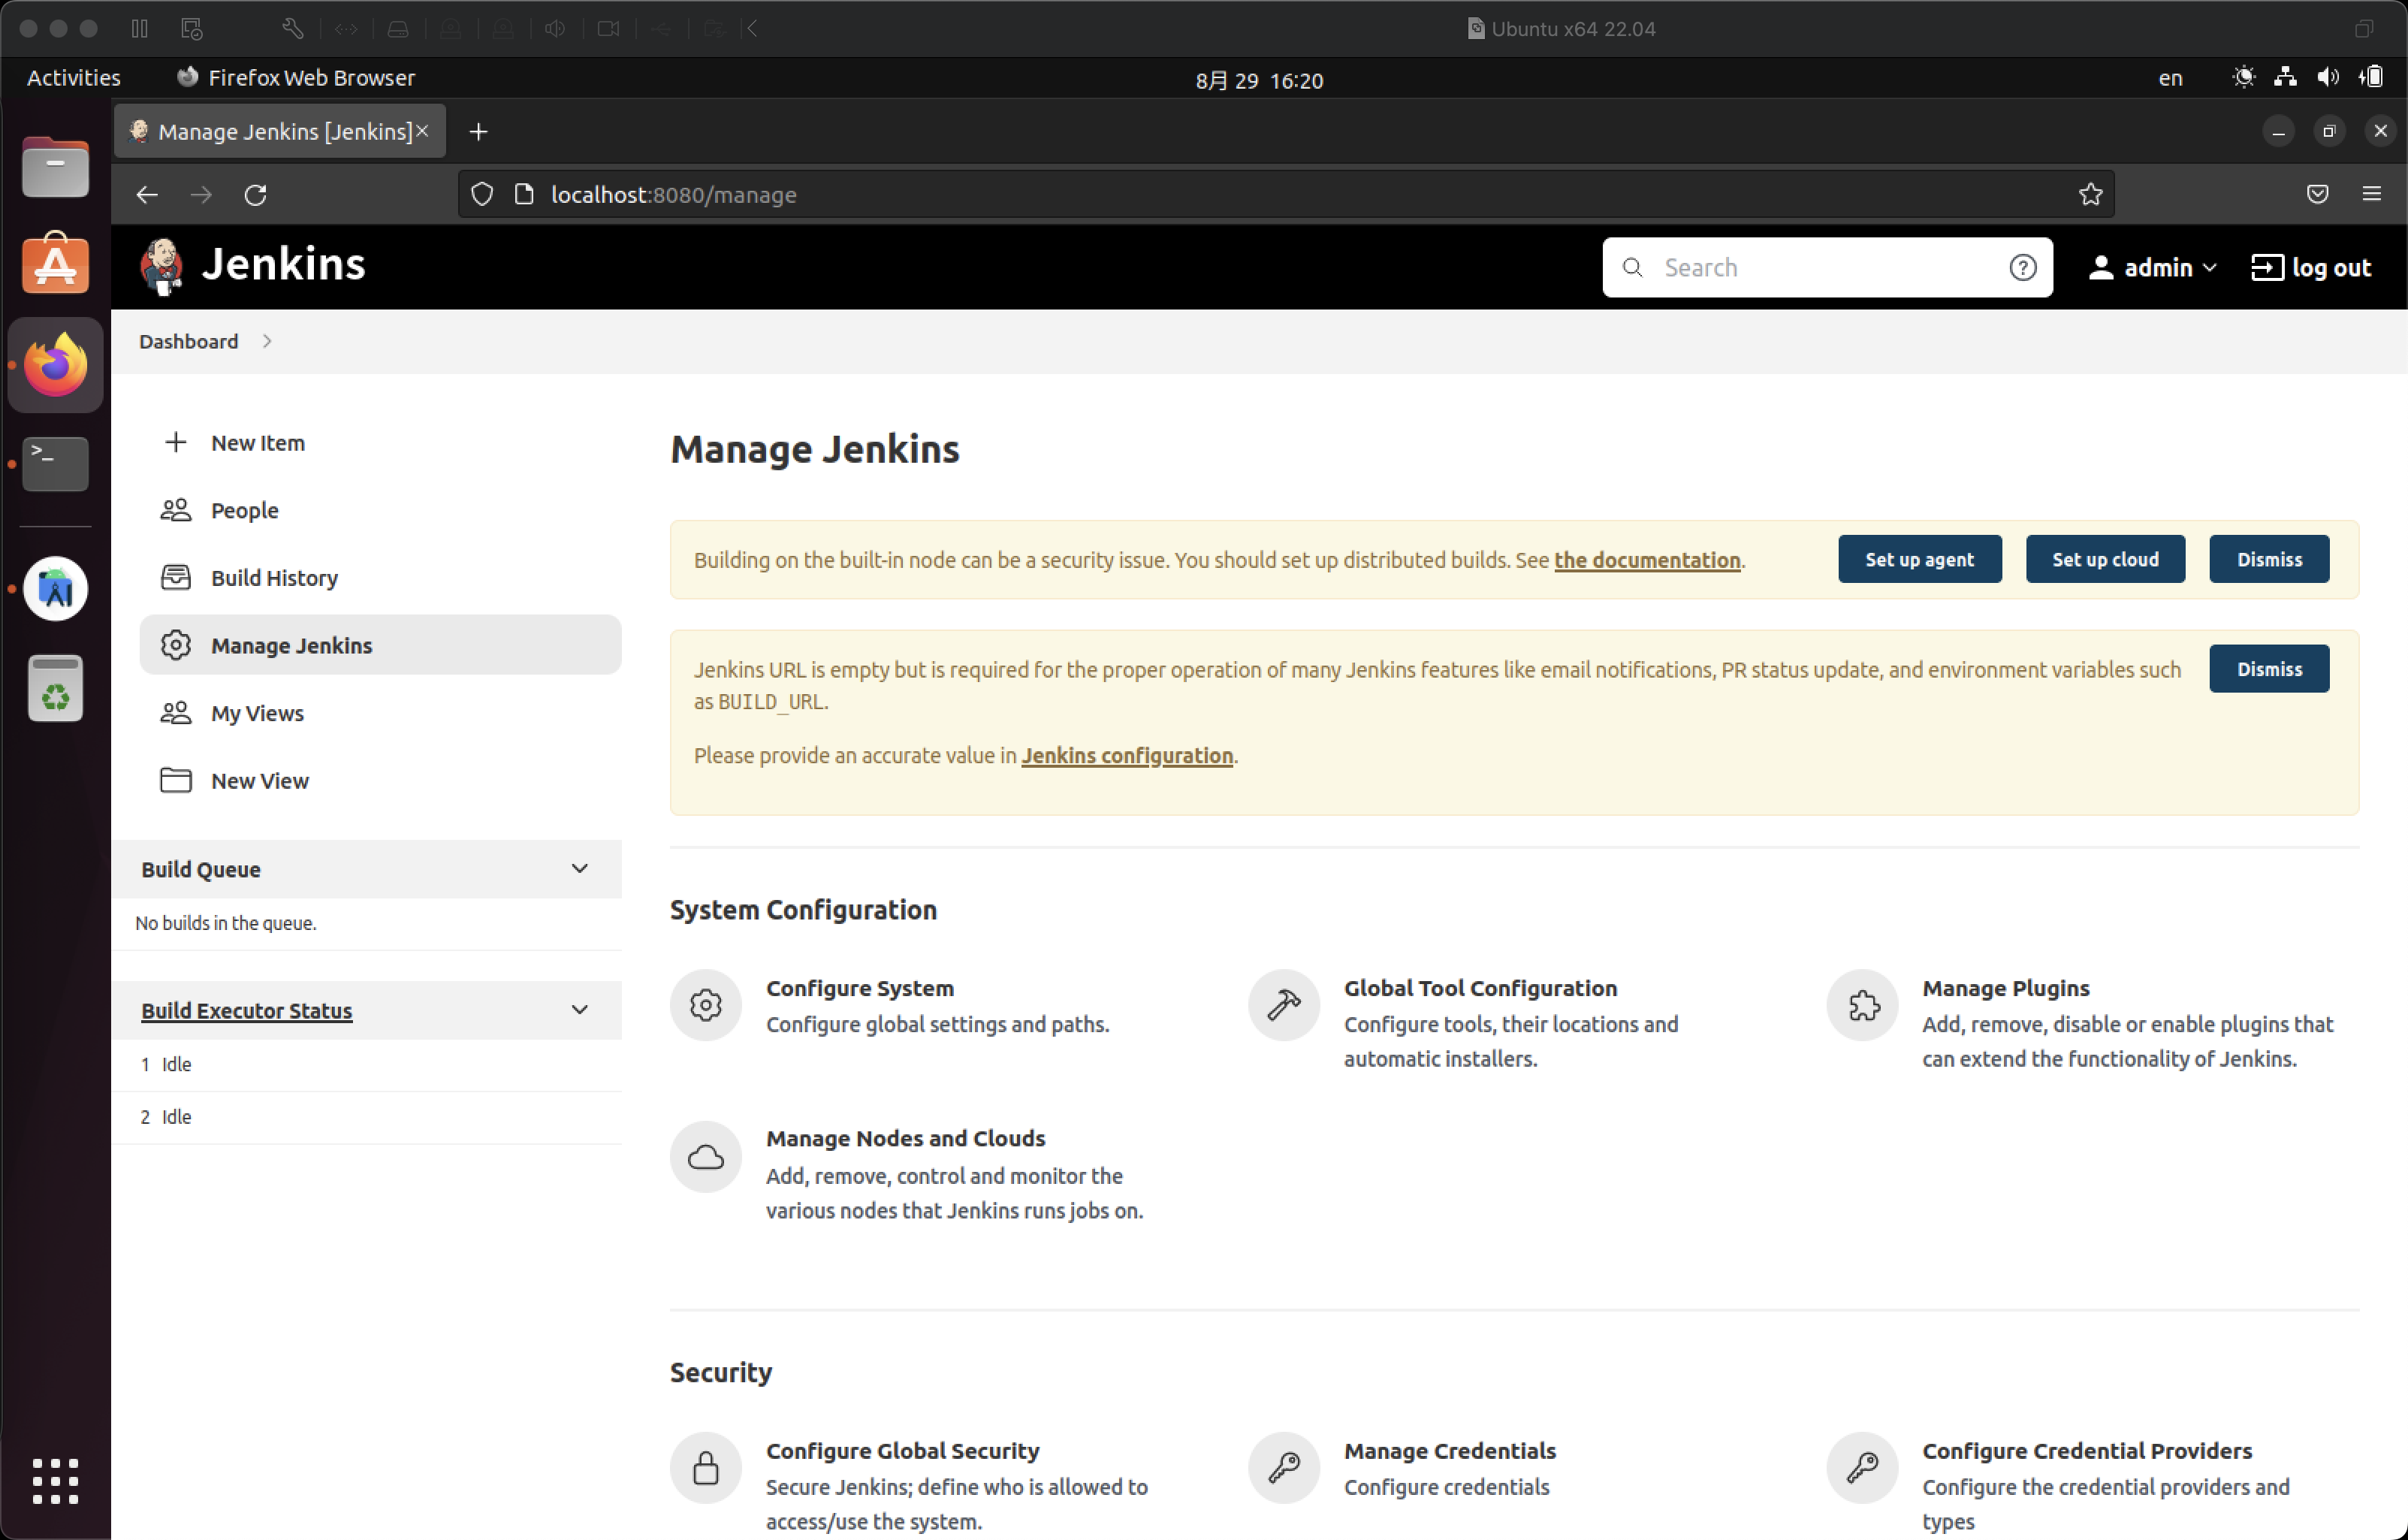 Ubuntu x64 22.04
Activities
Firefox Web Browser
8月 29 16:20
en
Manage Jenkins [Jenkins]
localhost:8080/manage
Jenkins
Search
admin
log out
Dashboard
New Item
People
Build History
Manage Jenkins
My Views
New View
Build Queue
No builds in the queue.
Build Executor Status
1 Idle
2 Idle
Manage Jenkins
Building on the built-in node can be a security issue. You should set up distributed builds. See the documentation.
Set up agent
Set up cloud
Dismiss
Jenkins URL is empty but is required for the proper operation of many Jenkins features like email notifications, PR status update, and environment variables such
as BUILD_URL.
Dismiss
Please provide an accurate value in Jenkins configuration.
System Configuration
Configure System
Configure global settings and paths.
Global Tool Configuration
Configure tools, their locations and
automatic installers.
Manage Plugins
Add, remove, disable or enable plugins that
can extend the functionality of Jenkins.
Manage Nodes and Clouds
Add, remove, control and monitor the
various nodes that Jenkins runs jobs on.
Security
Configure Global Security
Secure Jenkins; define who is allowed to
access/use the system.
Manage Credentials
Configure credentials
Configure Credential Providers
Configure the credential providers and
types